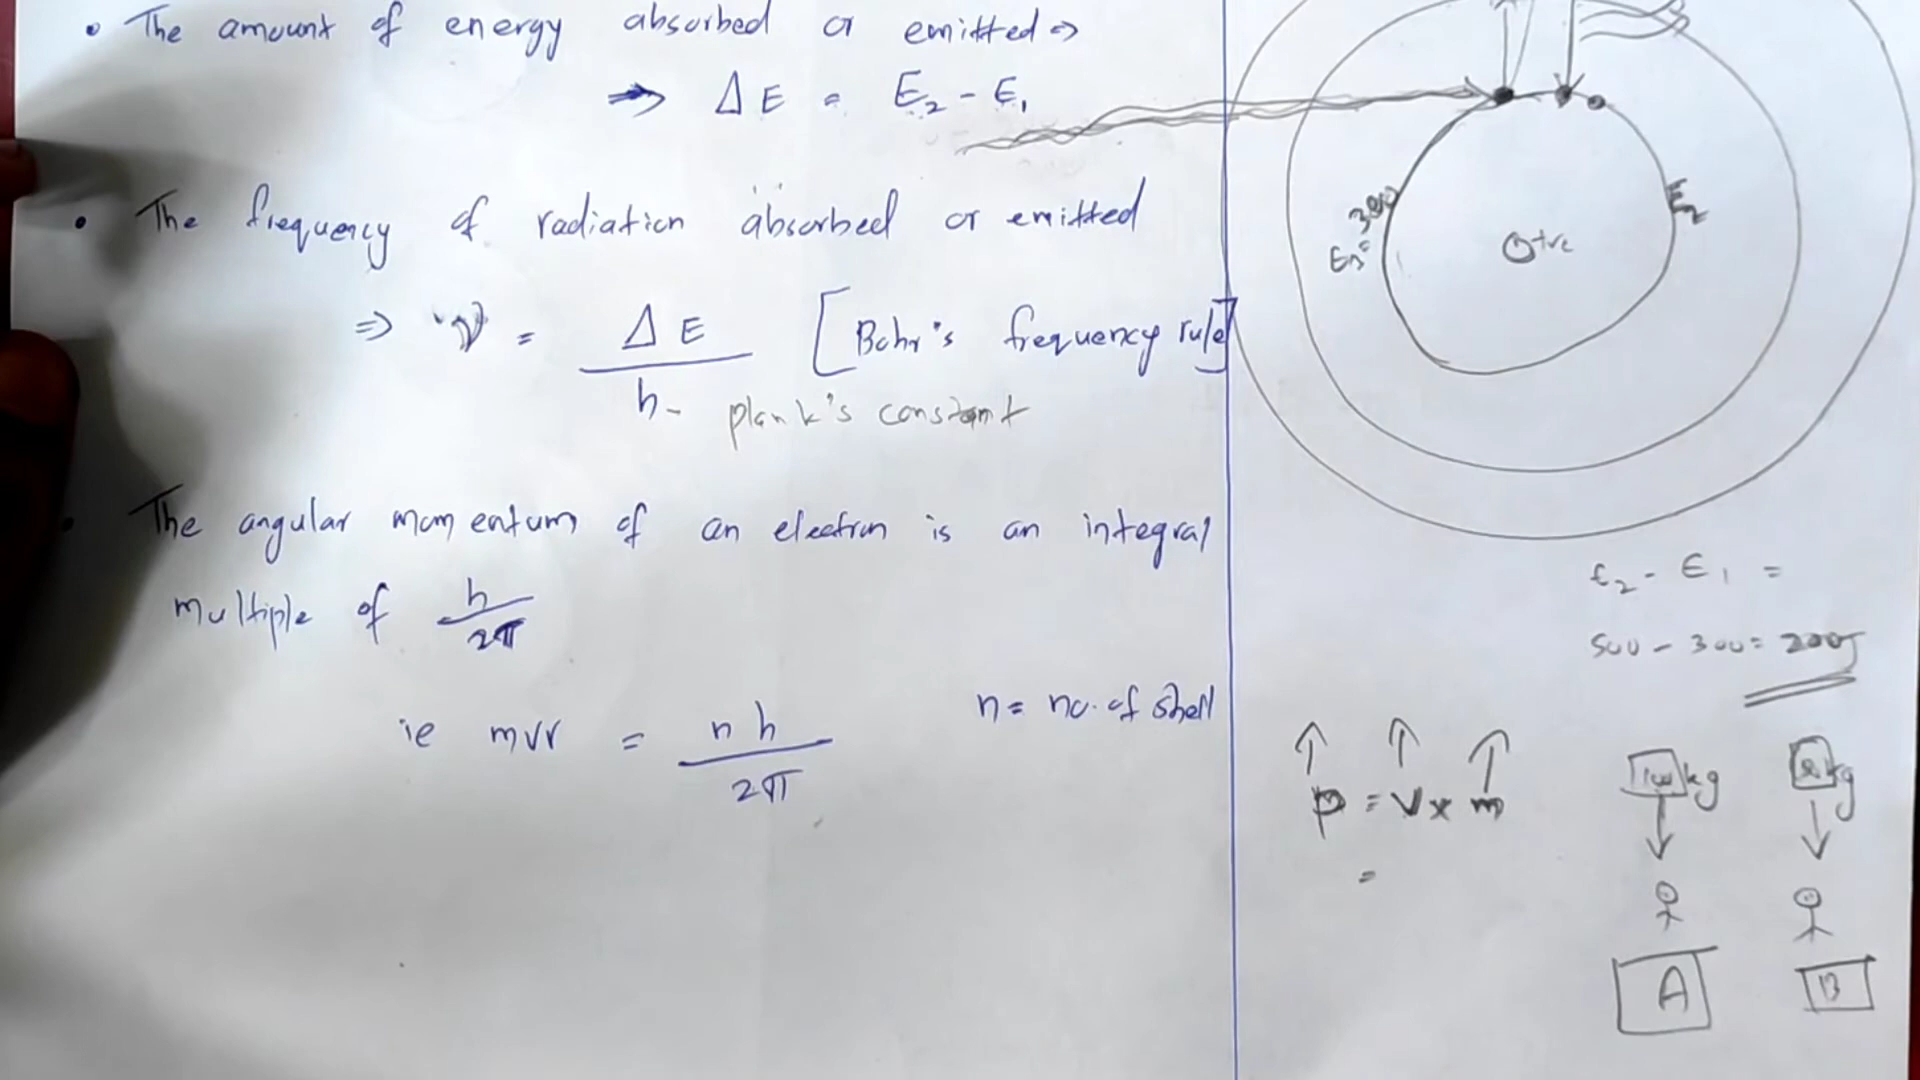 • The amount of energy absorbed or emitted ⇒
⇒ ΔE = E₂ - E₁
• The frequency of radiation absorbed or emitted
⇒ ν = ΔE / h [Bohr's frequency rule]
h - plank's constant
• The angular momentum of an electron is an integral
multiple of h / 2π
ie mvr = n h / 2π
n = no. of shell
+ve
E₂ - E₁ =
500 - 300 = 200J
p = v x m
=
kg
kg
A
B